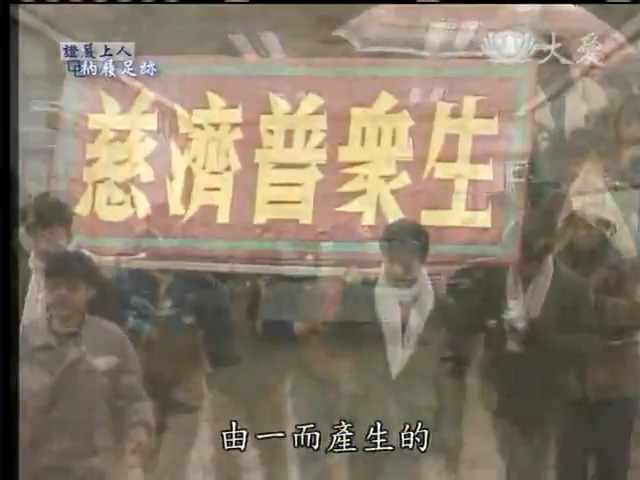 證嚴上人
衲履足跡
大愛
慈濟普衆生
由一而產生的